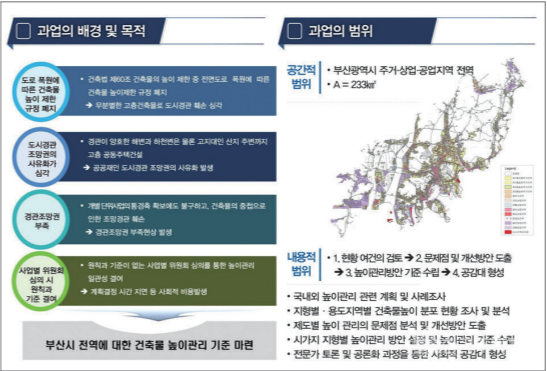 과업의 배경 및 목적
도로 폭원에
따른 건축물
높이 제한
규정 폐지
• 건축법 제60조 건축물의 높이 제한 중 전면도로 폭원에 따른
건축물 높이제한 규정 폐지
➔ 무분별한 고층건축물로 도시경관 훼손 심각
도시경관
조망권의
사유화가
심각
• 경관이 양호한 해변과 하천변은 물론 고지대인 산지 주변까지
고층 공동주택건설
➔ 공공재인 도시경관 조망권의 사유화 발생
경관조망권
부족
• 개별단위사업의통경축 확보에도 불구하고, 건축물의 중첩으로
인한 조망경관 훼손
➔ 경관조망권 부족현상 발생
사업별 위원회
심의 시
원칙과
기준 결여
• 원칙과 기준이 없는 사업별 위원회 심의를 통한 높이관리
일관성 결여
➔ 계획결정 시간 지연 등 사회적 비용발생
부산시 전역에 대한 건축물 높이관리 기준 마련
과업의 범위
공간적
범위
• 부산광역시 주거·상업·공업지역 전역
• A = 233㎢
내용적
범위
• 1. 현황 여건의 검토 ➔ 2. 문제점 및 개선방안 도출
➔ 3. 높이관리방안 기준 수립 ➔ 4. 공감대 형성
• 국내외 높이관리 관련 계획 및 사례조사
• 지형별 · 용도지역별 건축물높이 분포 현황 조사 및 분석
• 제도별 높이 관리의 문제점 분석 및 개선방안 도출
• 시가지 지형별 높이관리 방안 설정 및 높이관리 기준 수립
• 전문가 토론 및 공론화 과정을 통한 사회적 공감대 형성